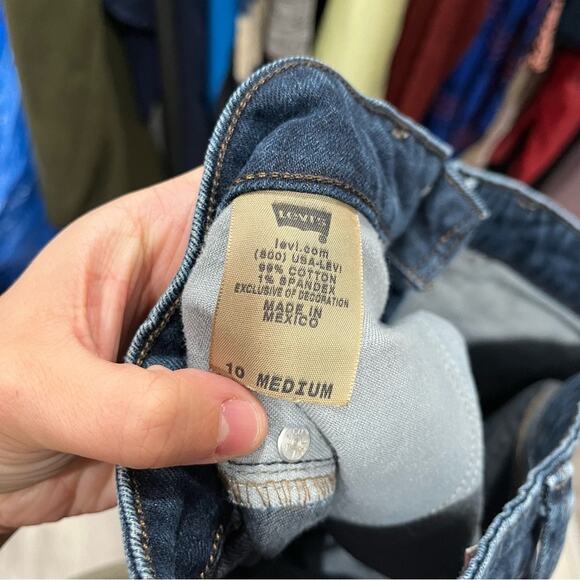 LEVI'S
levi.com
(800) USA-LEVI
99% COTTON
1% SPANDEX
EXCLUSIVE OF DECORATION
MADE IN
MEXICO
10 MEDIUM